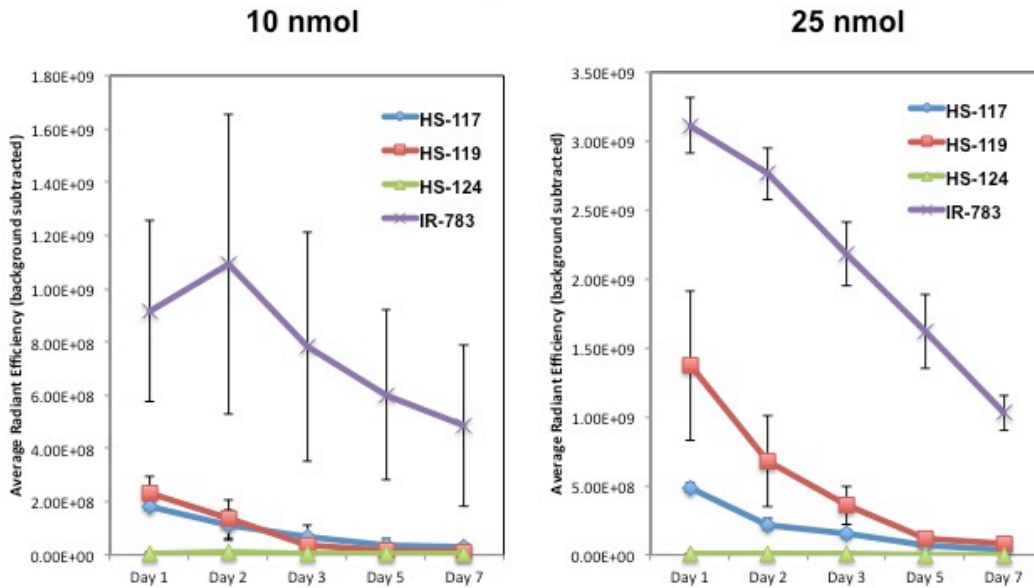 10 nmol
Average Radiant Efficiency (background subtracted)
1.80E+09
1.60E+09
1.40E+09
1.20E+09
1.00E+09
8.00E+08
6.00E+08
4.00E+08
2.00E+08
0.00E+00
HS-117
HS-119
HS-124
IR-783
Day 1 Day 2 Day 3 Day 5 Day 7
25 nmol
Average Radiant Efficiency (background subtracted)
3.50E+09
3.00E+09
2.50E+09
2.00E+09
1.50E+09
1.00E+09
5.00E+08
0.00E+00
HS-117
HS-119
HS-124
IR-783
Day 1 Day 2 Day 3 Day 5 Day 7